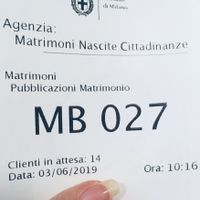 di Milano
Agenzia:
Matrimoni Nascite Cittadinanze
Matrimoni
Pubblicazioni Matrimonio
MB 027
Clienti in attesa: 14
Data: 03/06/2019 Ora: 10:16